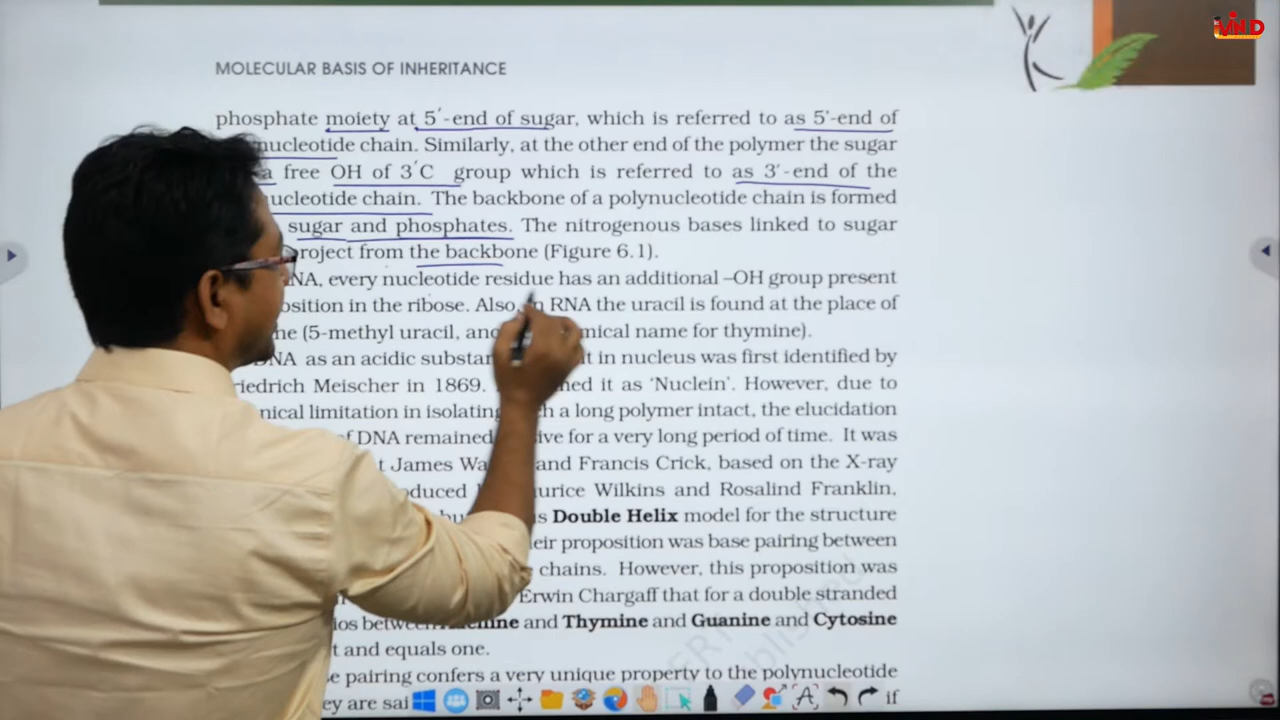 MIND
MOLECULAR BASIS OF INHERITANCE
phosphate moiety at 5′-end of sugar, which is referred to as 5'-end of
nucleotide chain. Similarly, at the other end of the polymer the sugar
a free OH of 3′C group which is referred to as 3'-end of the
ucleotide chain. The backbone of a polynucleotide chain is formed
sugar and phosphates. The nitrogenous bases linked to sugar
roject from the backbone (Figure 6.1).
NA, every nucleotide residue has an additional –OH group present
osition in the ribose. Also, in RNA the uracil is found at the place of
ne (5-methyl uracil, ano mical name for thymine).
DNA as an acidic substan t in nucleus was first identified by
riedrich Meischer in 1869. ned it as 'Nuclein'. However, due to
nical limitation in isolating h a long polymer intact, the elucidation
f DNA remained ive for a very long period of time. It was
t James Wa and Francis Crick, based on the X-ray
oduced urice Wilkins and Rosalind Franklin,
s Double Helix model for the structure
eir proposition was base pairing between
chains. However, this proposition was
Erwin Chargaff that for a double stranded
ios betwe nine and Thymine and Guanine and Cytosine
t and equals one.
e pairing confers a very unique property to the polynucleotide
ey are sai if